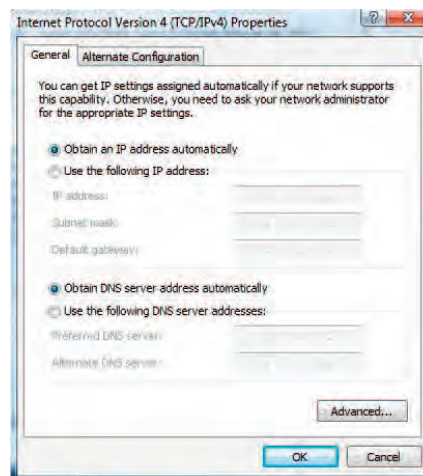 Internet Protocol Version 4 (TCP/IPv4) Properties
General
Alternate Configuration
You can get IP settings assigned automatically if your network supports
this capability. Otherwise, you need to ask your network administrator
for the appropriate IP settings.
Obtain an IP address automatically
Use the following IP address:
IP address:
Subnet mask:
Default gateway:
Obtain DNS server address automatically
Use the following DNS server addresses:
Preferred DNS server:
Alternate DNS server:
Advanced...
OK
Cancel